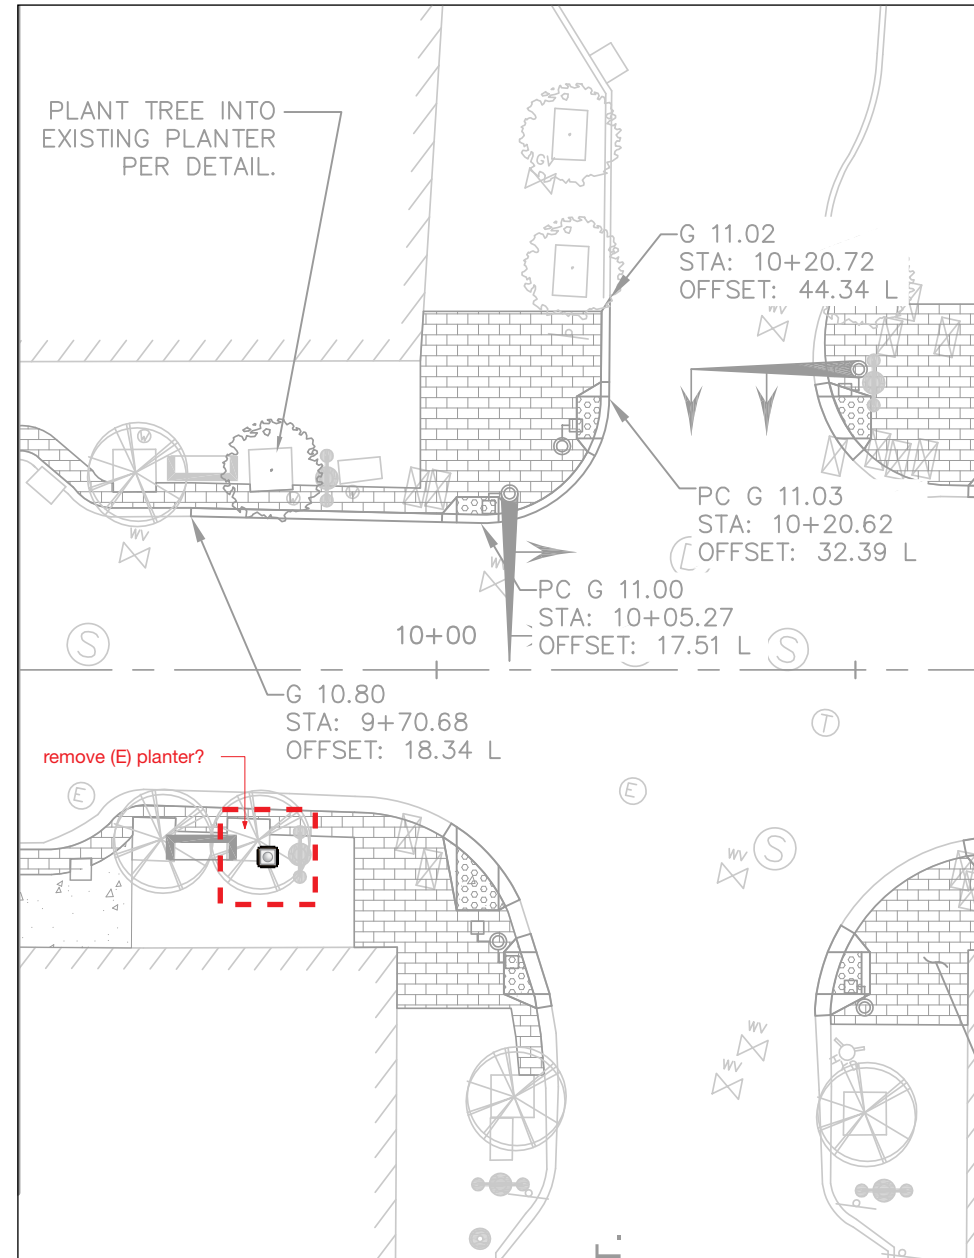 PLANT TREE INTO
EXISTING PLANTER
PER DETAIL.
GV
G 11.02
STA: 10+20.72
OFFSET: 44.34 L
WV
W
W
W
PC G 11.03
STA: 10+20.62
OFFSET: 32.39 L
WV
D
PC G 11.00
STA: 10+05.27
OFFSET: 17.51 L
S
10+00
S
G 10.80
STA: 9+70.68
OFFSET: 18.34 L
T
remove (E) planter?
E
E
S
WV
WV
WV
T.